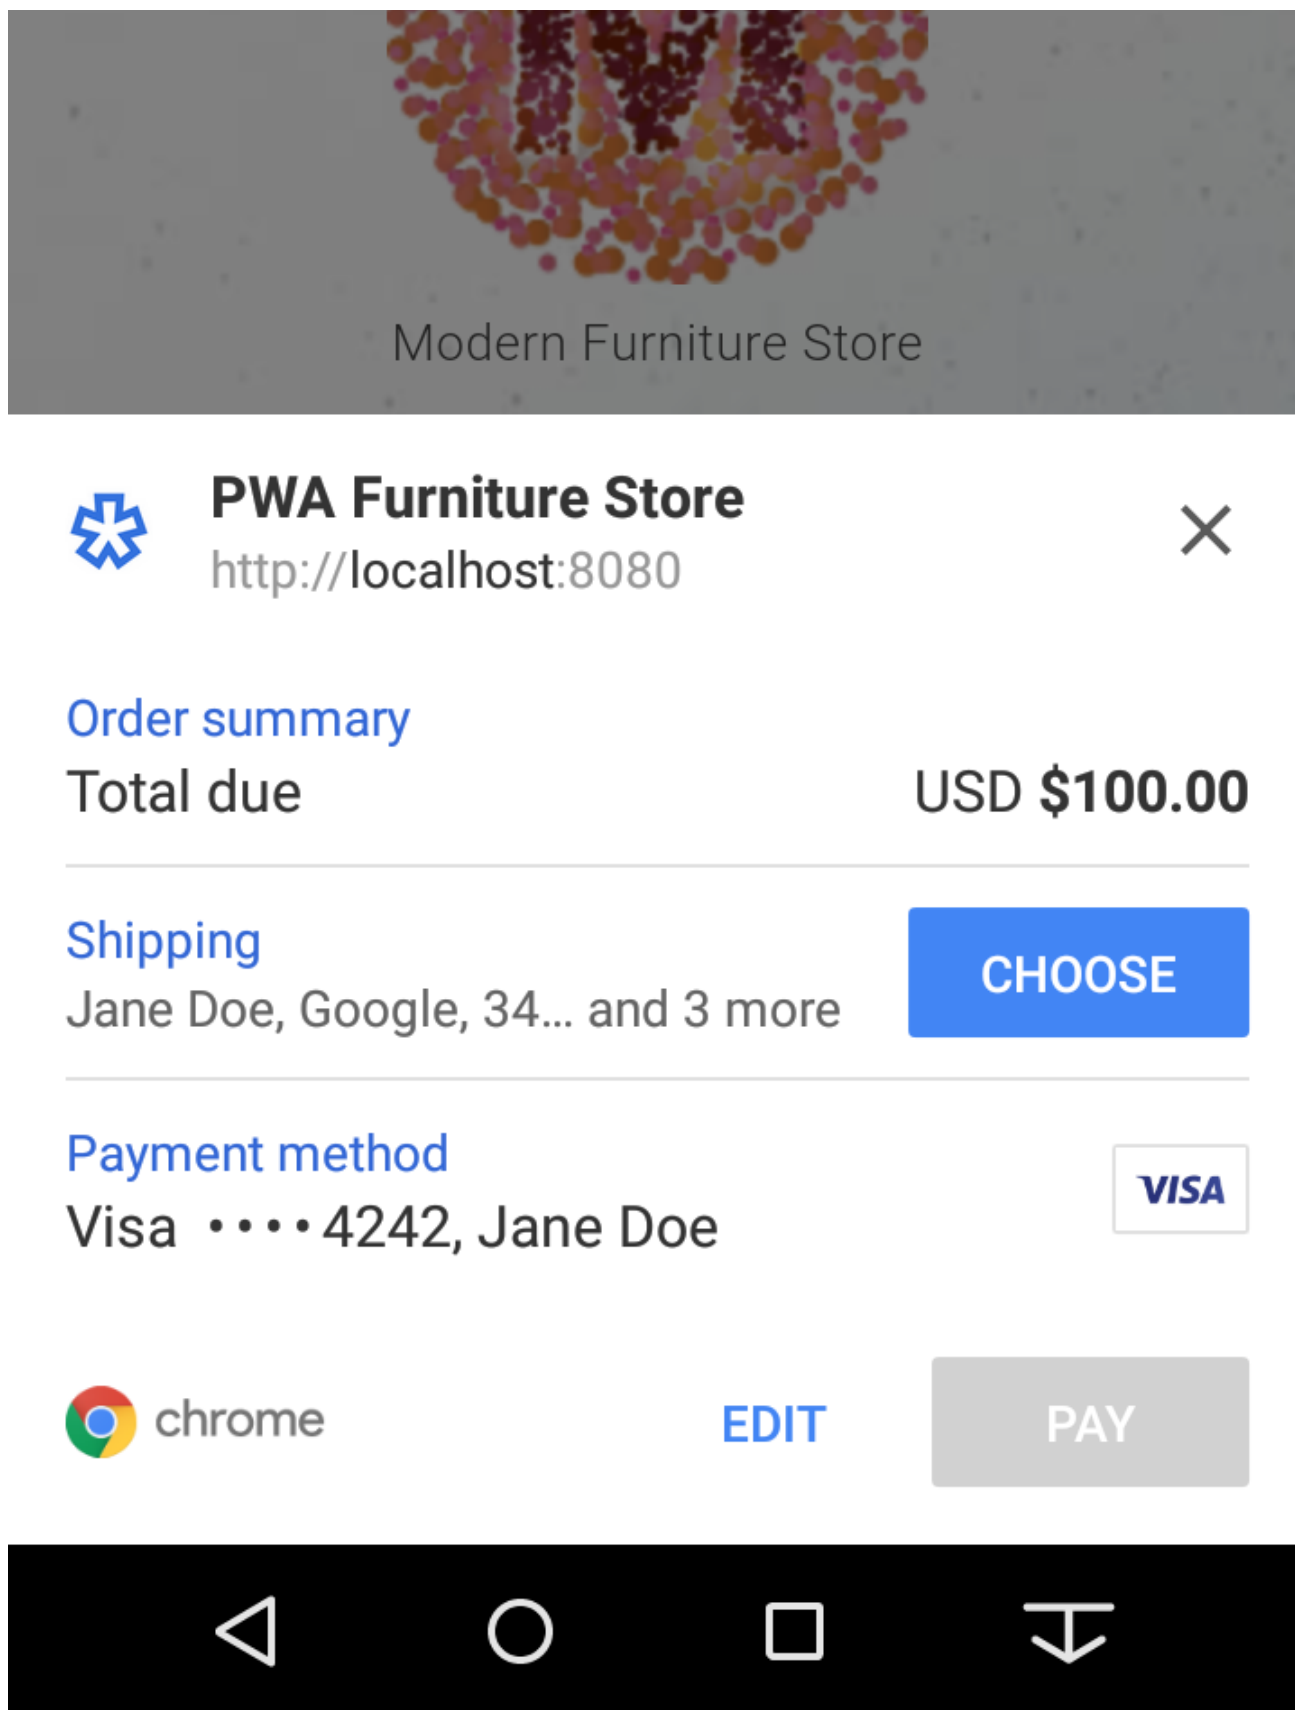 Modern Furniture Store
PWA Furniture Store
http://localhost:8080
Order summary
Total due USD $100.00
Shipping
Jane Doe, Google, 34... and 3 more
CHOOSE
Payment method
Visa ····4242, Jane Doe
VISA
chrome EDIT PAY